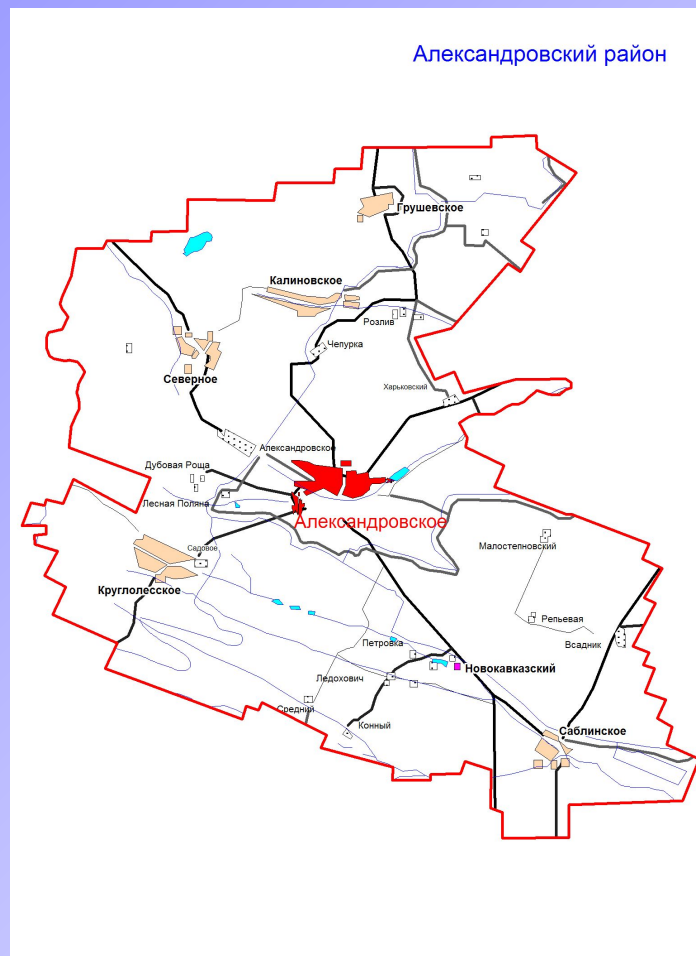 Александровский район
Грушевское
Калиновское
Розлив
Чепурка
Северное
Харьковский
Александровское
Дубовая Роща
Лесная Поляна
Александровское
Садовое
Малостепновский
Круглолесское
Репьевая
Петровка
Всадник
Новокавказский
Ледохович
Средний
Конный
Саблинское